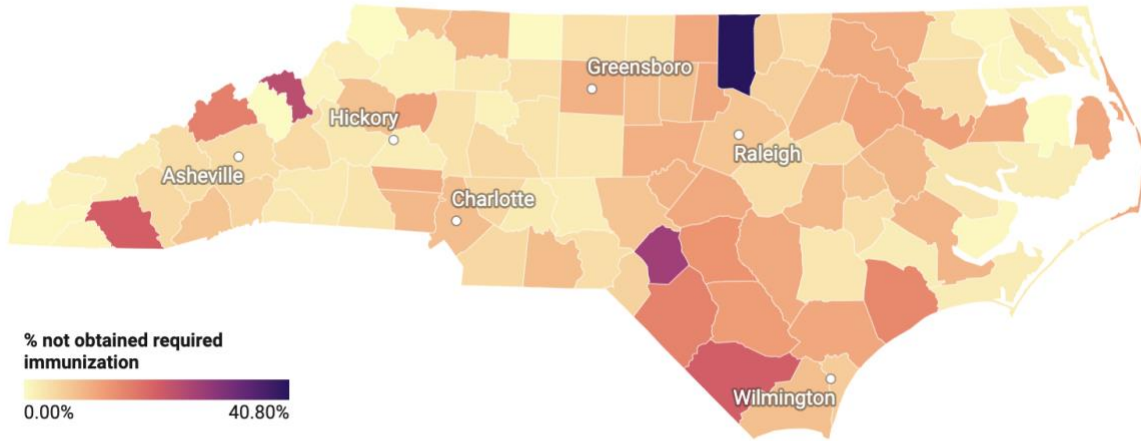 Greensboro
Hickory
Raleigh
Asheville
Charlotte
% not obtained required
immunization
0.00% 40.80%
Wilmington